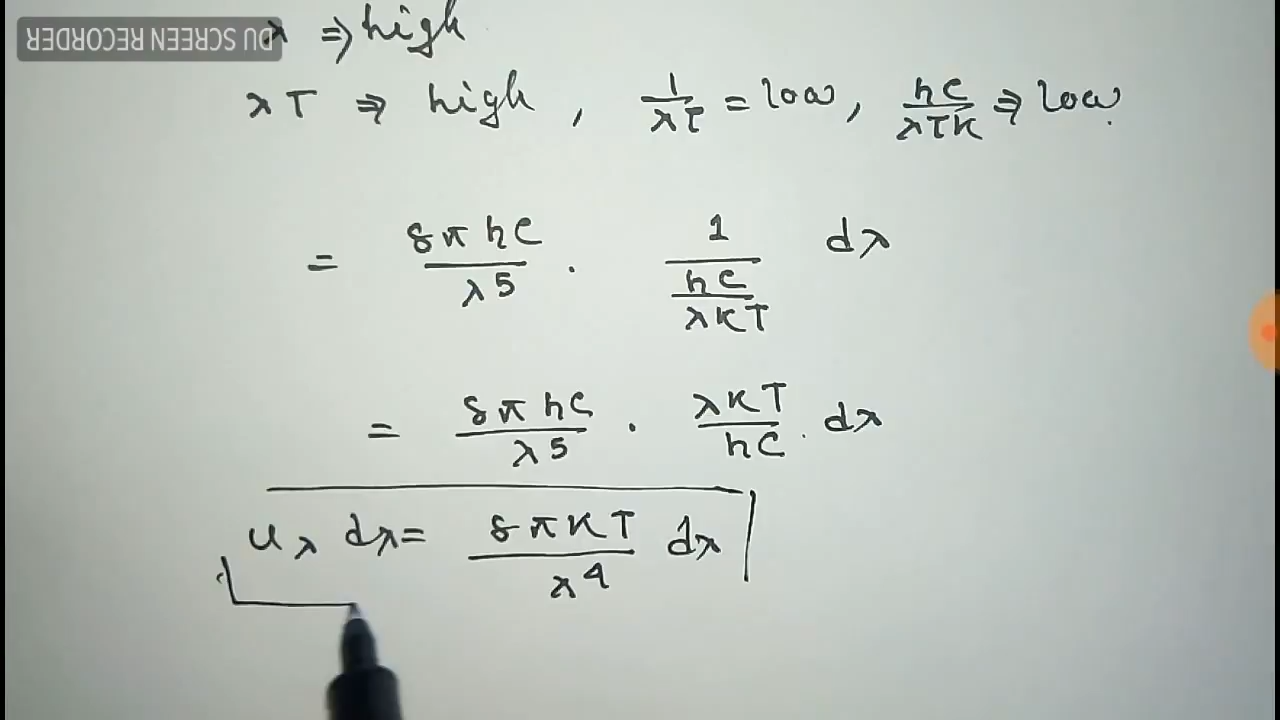 DU SCREEN RECORDER
λ ⇒ high
λT ⇒ high, 1/λT = low, hc/λTK ⇒ low.
= 8πhc/λ5 . 1/(hc/λKT) dλ
= 8πhc/λ5 . λKT/hc . dλ
uλ dλ = 8πKT/λ4 dλ